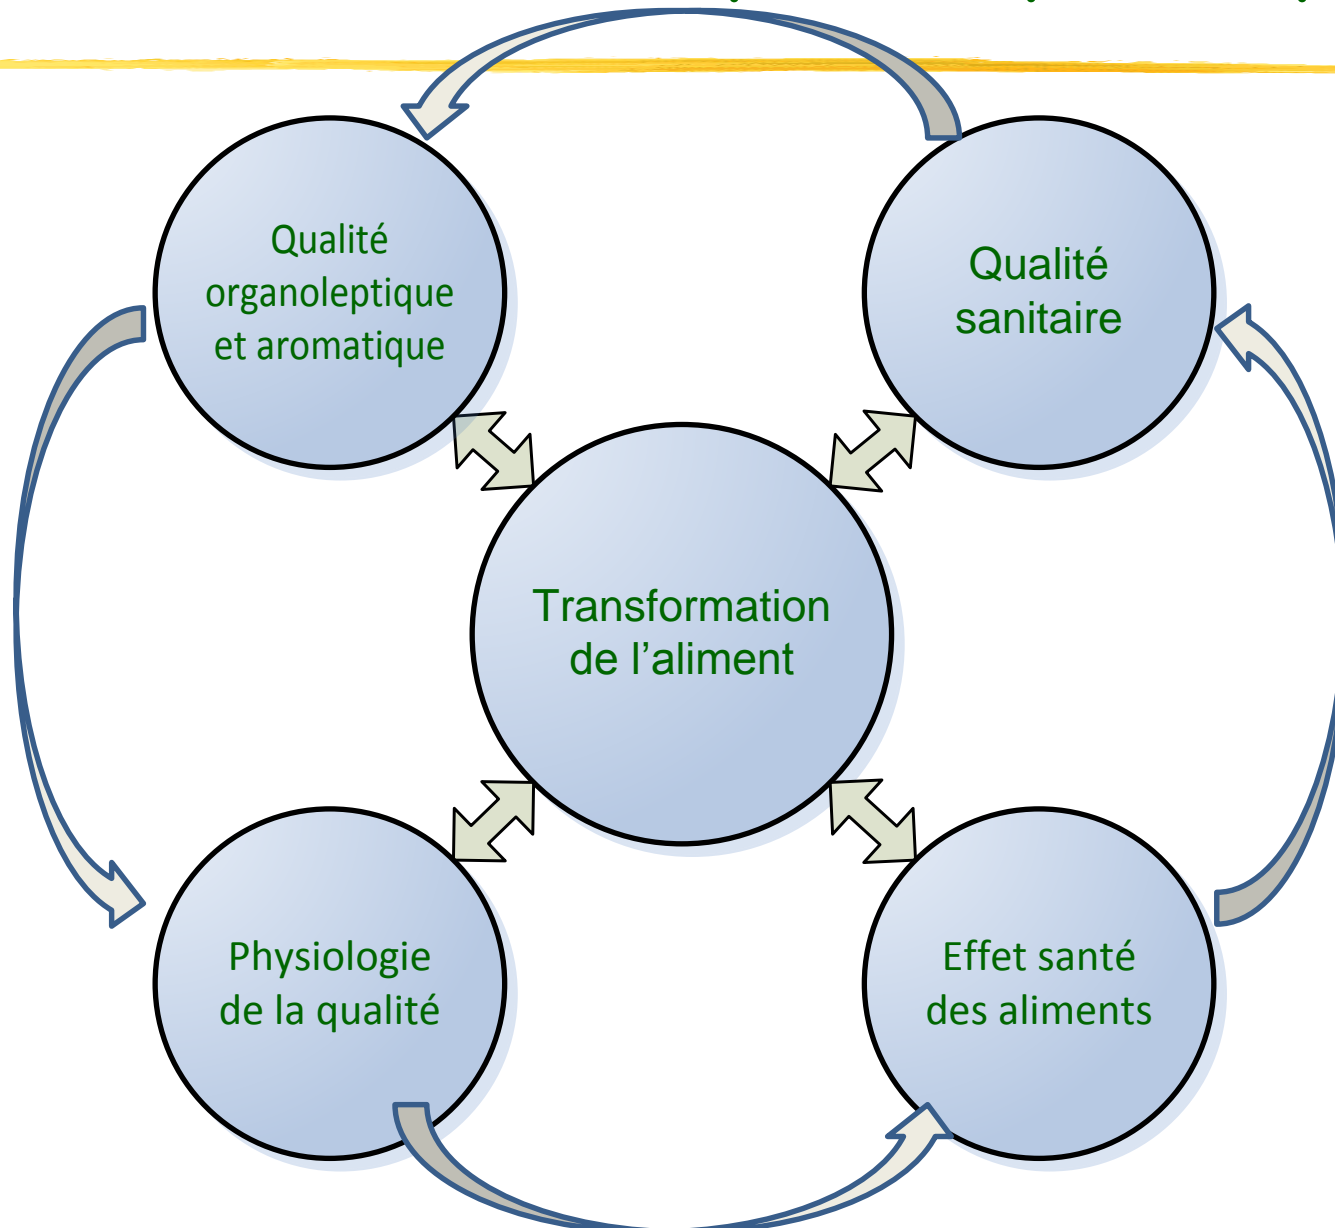 Qualité
organoleptique
et aromatique
Qualité
sanitaire
Transformation
de l’aliment
Physiologie
de la qualité
Effet santé
des aliments